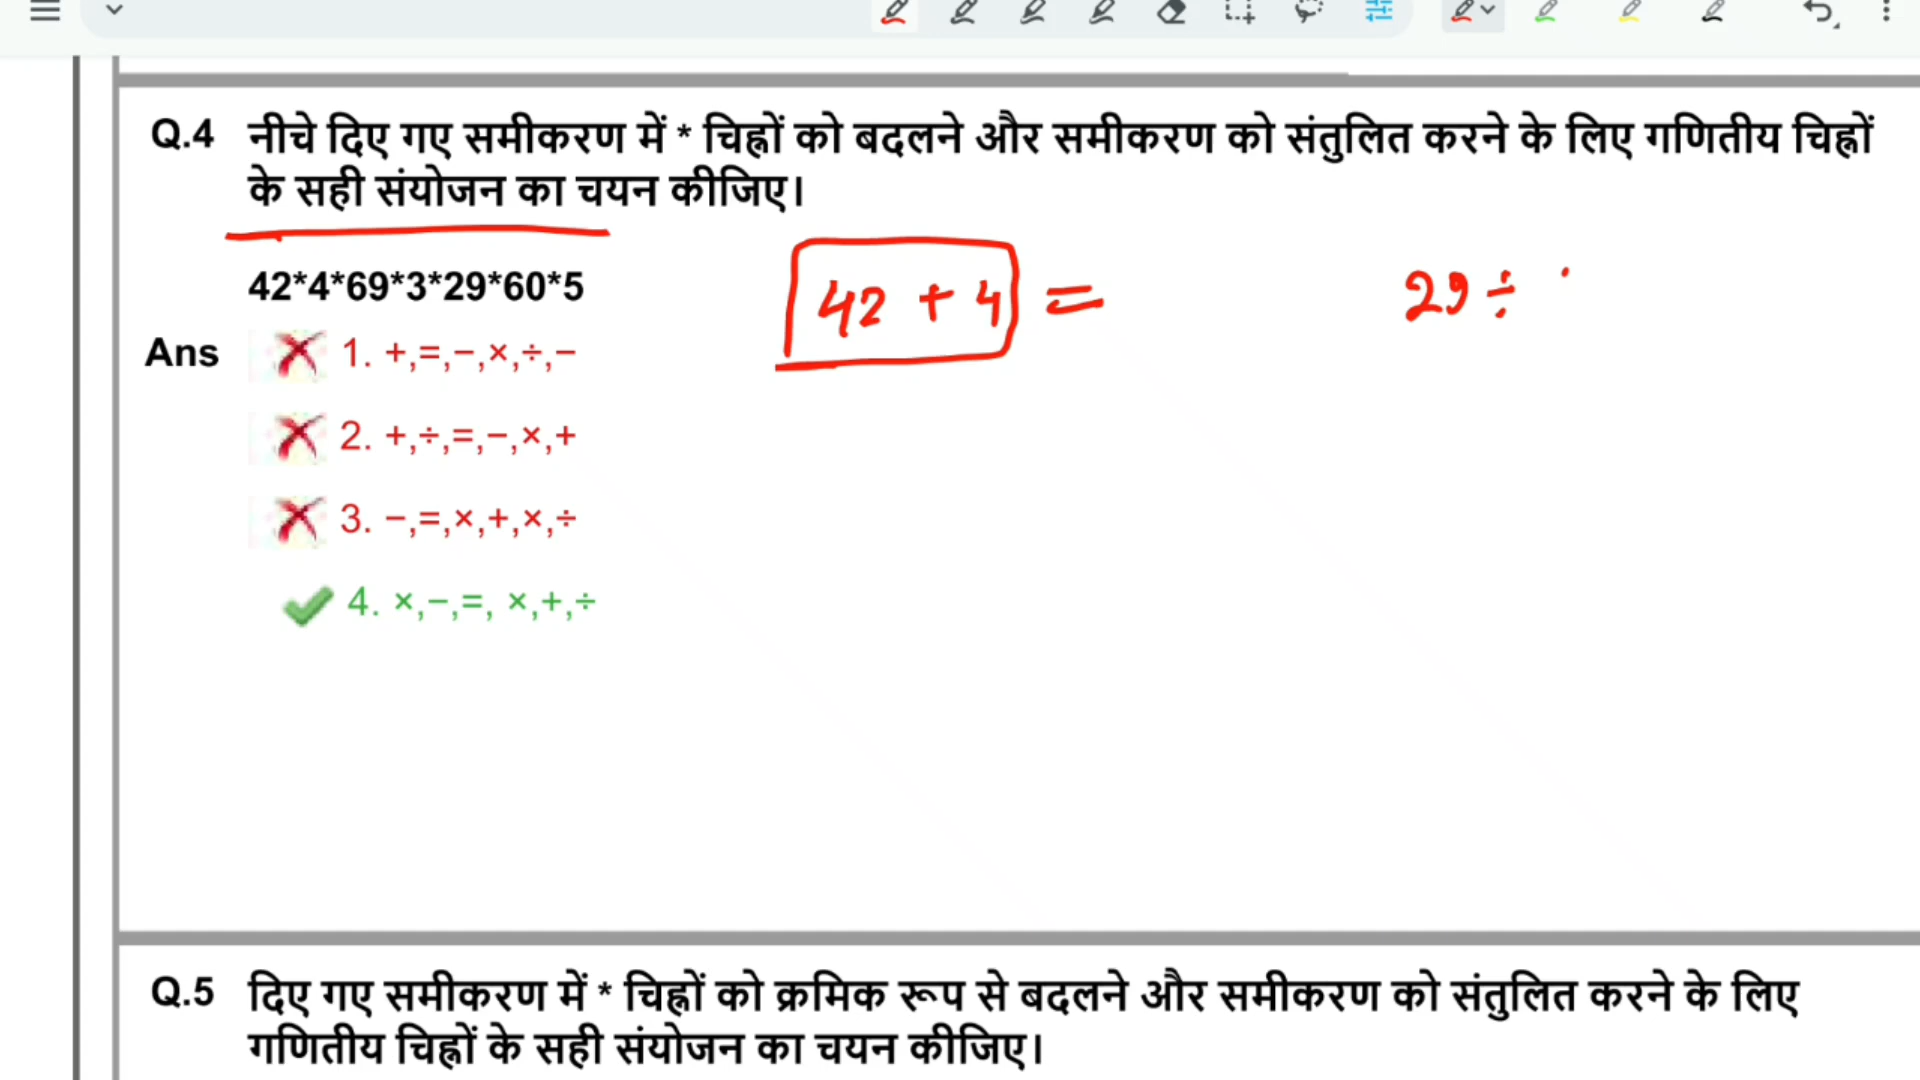 Q.4 नीचे दिए गए समीकरण में * चिह्नों को बदलने और समीकरण को संतुलित करने के लिए गणितीय चिह्नों
के सही संयोजन का चयन कीजिए।
42*4*69*3*29*60*5
42 + 4 =
29 ÷
Ans 1. +,=,−,×,÷,−
2. +,÷,=,−,×,+
3. −,=,×,+,×,÷
4. ×,−,=, ×,+,÷
Q.5 दिए गए समीकरण में * चिह्नों को क्रमिक रूप से बदलने और समीकरण को संतुलित करने के लिए
गणितीय चिह्नों के सही संयोजन का चयन कीजिए।